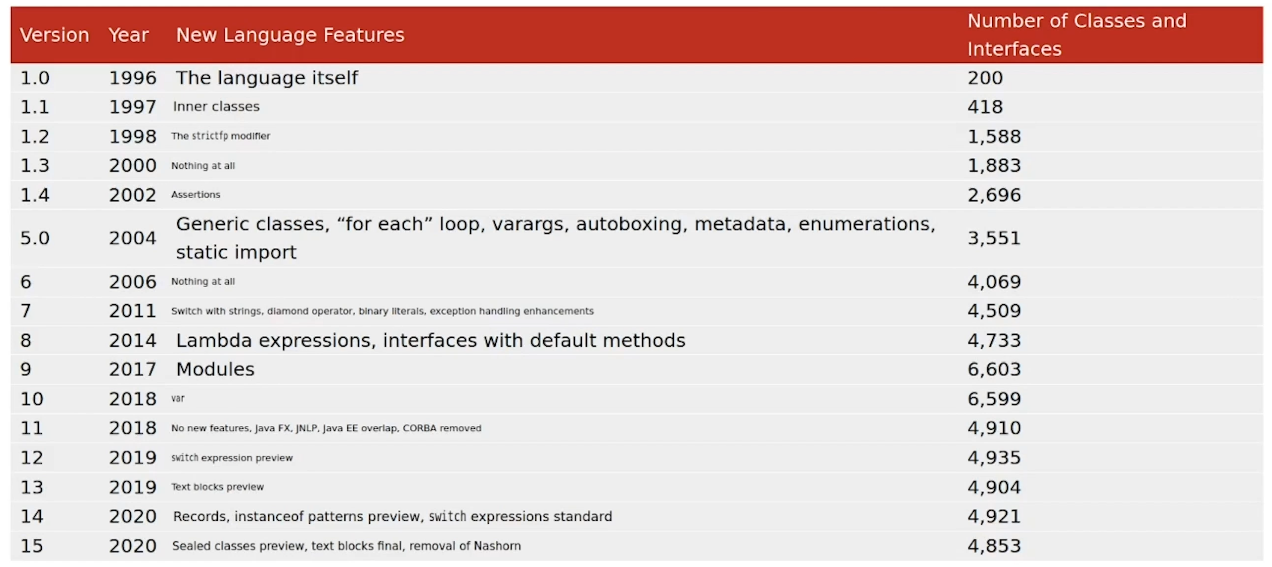 Version Year New Language Features Number of Classes and
Interfaces
1.0 1996 The language itself 200
1.1 1997 Inner classes 418
1.2 1998 The strictfp modifier 1,588
1.3 2000 Nothing at all 1,883
1.4 2002 Assertions 2,696
5.0 2004 Generic classes, “for each” loop, varargs, autoboxing, metadata, enumerations,
static import 3,551
6 2006 Nothing at all 4,069
7 2011 Switch with strings, diamond operator, binary literals, exception handling enhancements 4,509
8 2014 Lambda expressions, interfaces with default methods 4,733
9 2017 Modules 6,603
10 2018 var 6,599
11 2018 No new features, Java FX, JNLP, Java EE overlap, CORBA removed 4,910
12 2019 switch expression preview 4,935
13 2019 Text blocks preview 4,904
14 2020 Records, instanceof patterns preview, switch expressions standard 4,921
15 2020 Sealed classes preview, text blocks final, removal of Nashorn 4,853